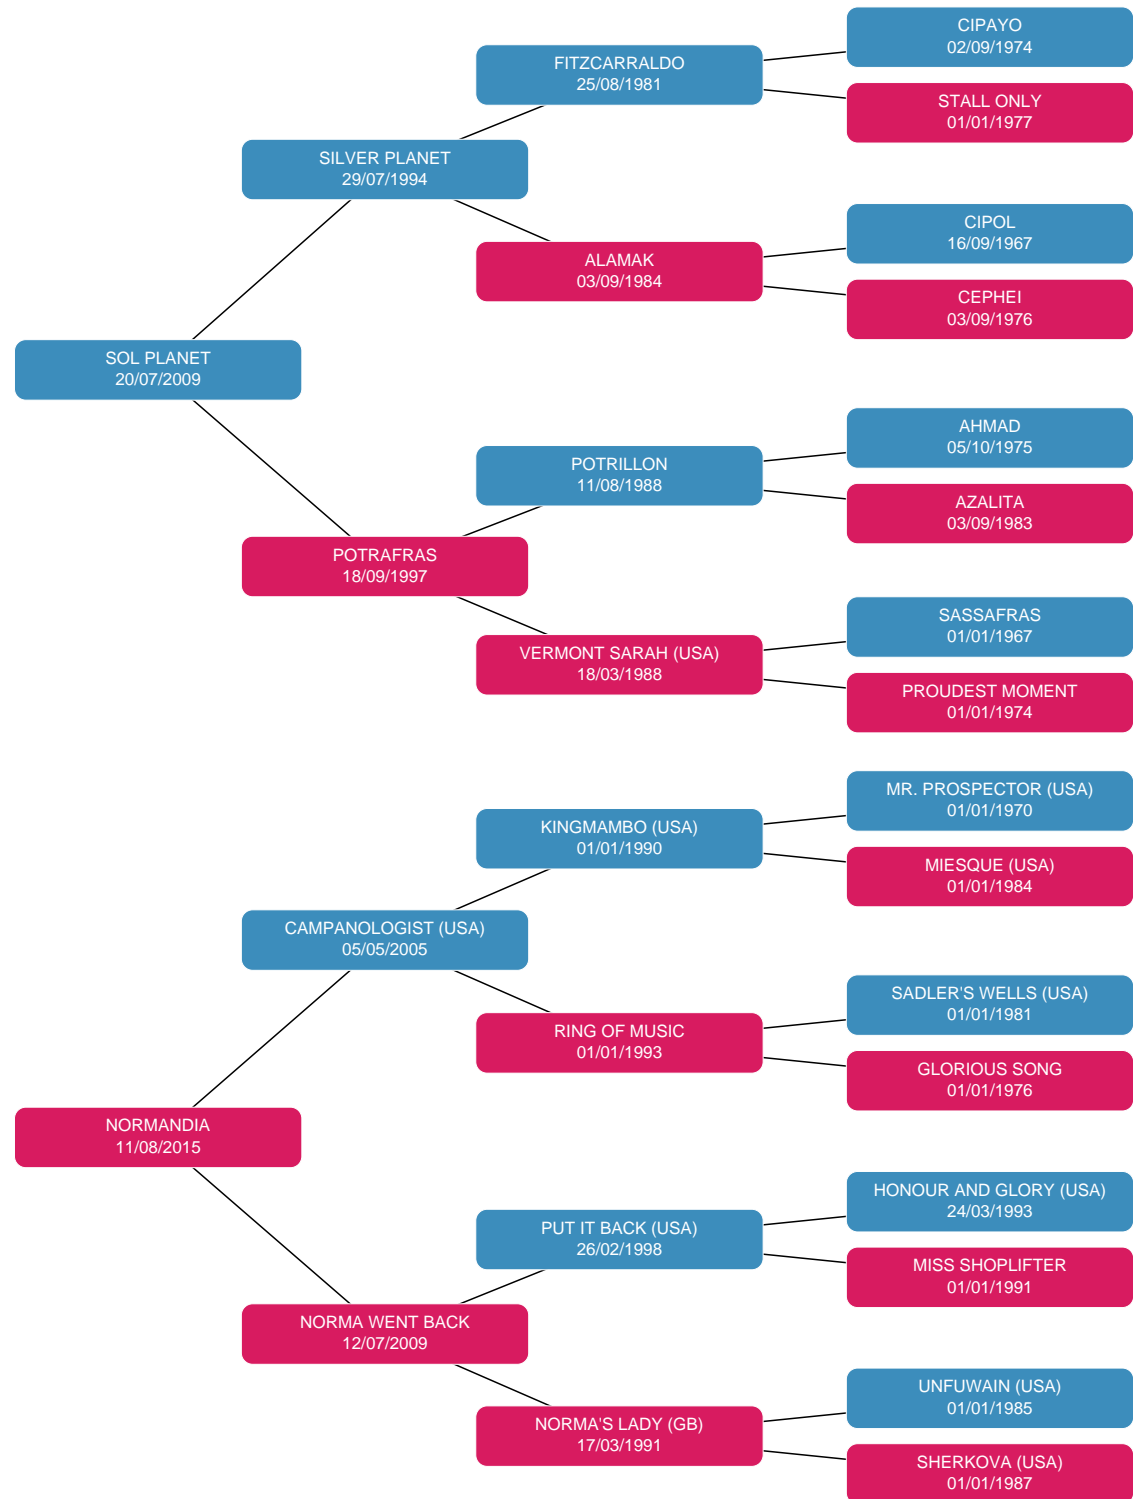 CIPAYO
02/09/1974
FITZCARRALDO
25/08/1981
STALL ONLY
01/01/1977
SILVER PLANET
29/07/1994
CIPOL
16/09/1967
ALAMAK
03/09/1984
CEPHEI
03/09/1976
SOL PLANET
20/07/2009
AHMAD
05/10/1975
POTRILLON
11/08/1988
AZALITA
03/09/1983
POTRAFRAS
18/09/1997
SASSAFRAS
01/01/1967
VERMONT SARAH (USA)
18/03/1988
PROUDEST MOMENT
01/01/1974
MR. PROSPECTOR (USA)
01/01/1970
KINGMAMBO (USA)
01/01/1990
MIESQUE (USA)
01/01/1984
CAMPANOLOGIST (USA)
05/05/2005
SADLER'S WELLS (USA)
01/01/1981
RING OF MUSIC
01/01/1993
GLORIOUS SONG
01/01/1976
NORMANDIA
11/08/2015
HONOUR AND GLORY (USA)
24/03/1993
PUT IT BACK (USA)
26/02/1998
MISS SHOPLIFTER
01/01/1991
NORMA WENT BACK
12/07/2009
UNFUWAIN (USA)
01/01/1985
NORMA'S LADY (GB)
17/03/1991
SHERKOVA (USA)
01/01/1987